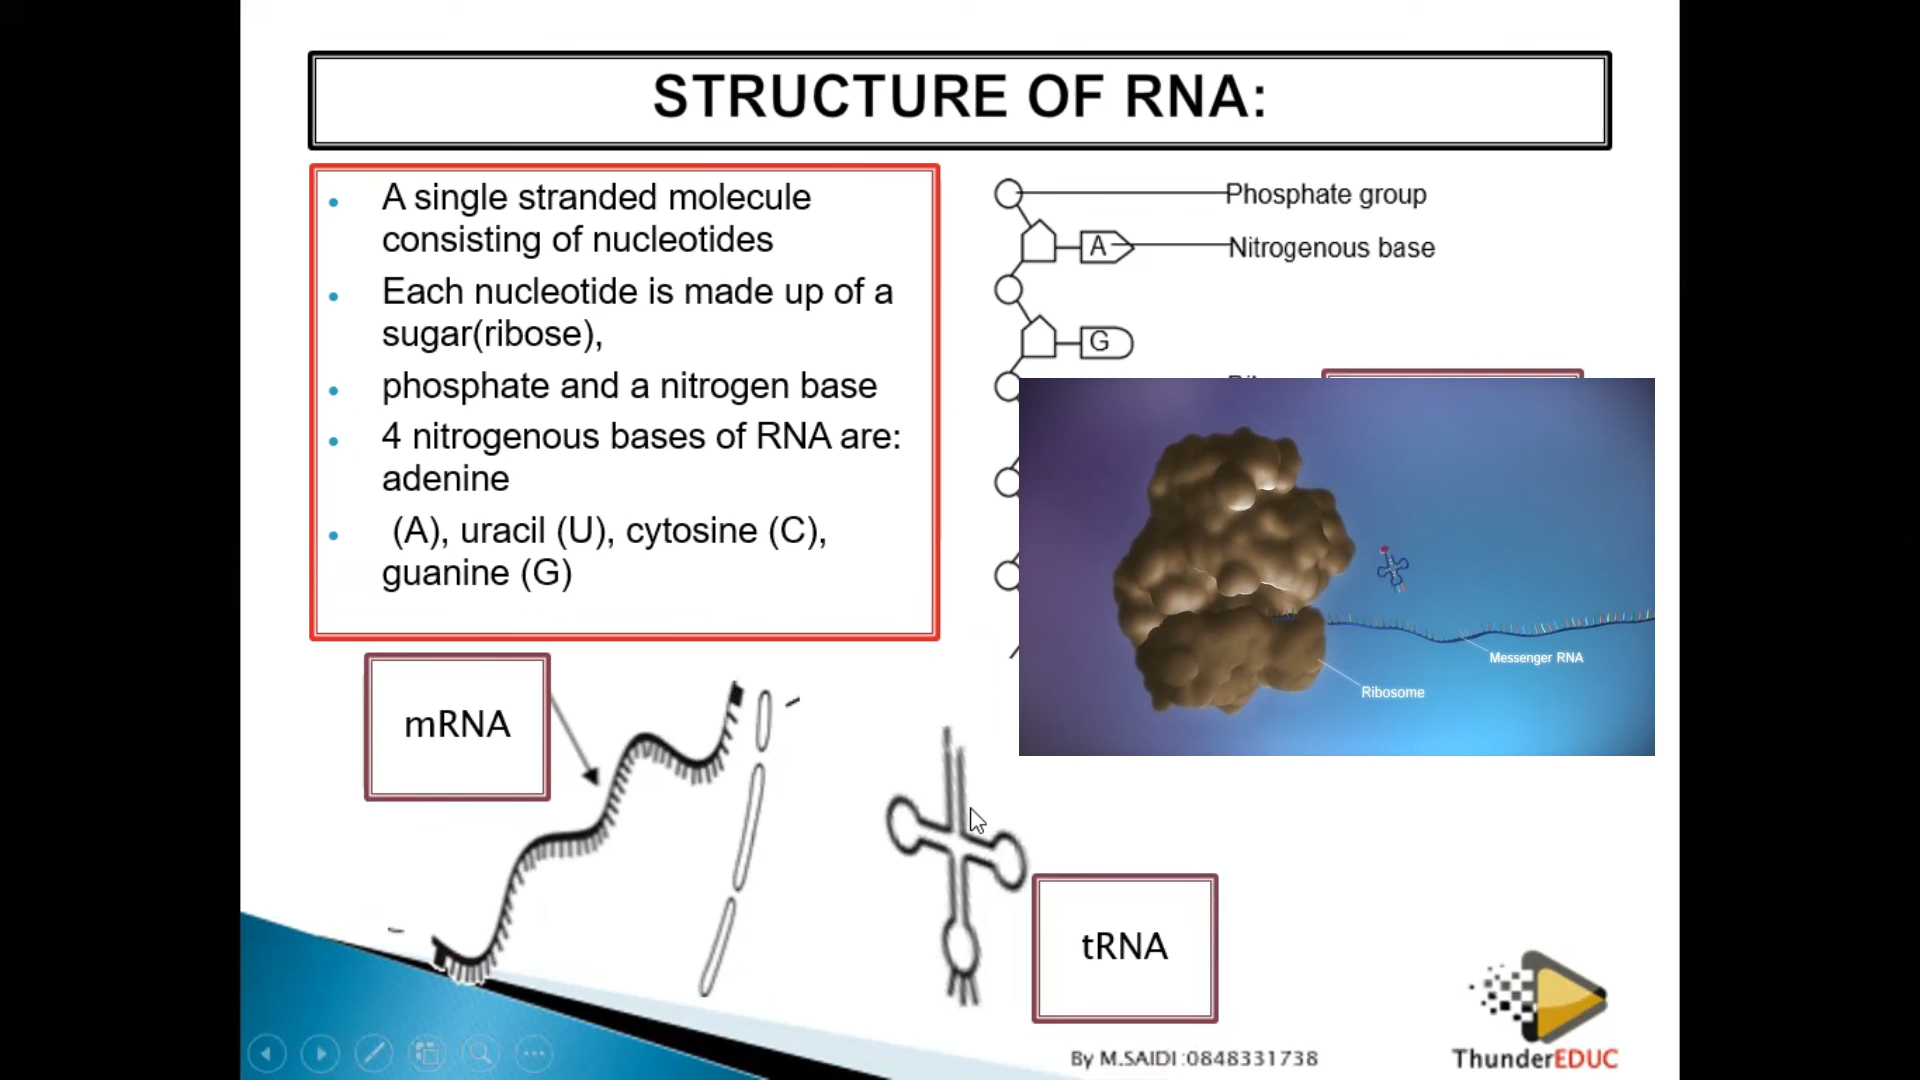 STRUCTURE OF RNA:
A single stranded molecule
consisting of nucleotides
Each nucleotide is made up of a
sugar(ribose),
phosphate and a nitrogen base
4 nitrogenous bases of RNA are:
adenine
(A), uracil (U), cytosine (C),
guanine (G)
Phosphate group
A
Nitrogenous base
G
Messenger RNA
Ribosome
mRNA
tRNA
By M.SAIDI :0848331738
ThunderEDUC